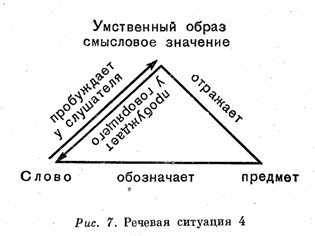 Умственный образ
смысловое значение
пробуждает
у слушателя
пробуждает
у говорящего
отражает
Слово обозначает предмет
Рис. 7. Речевая ситуация 4